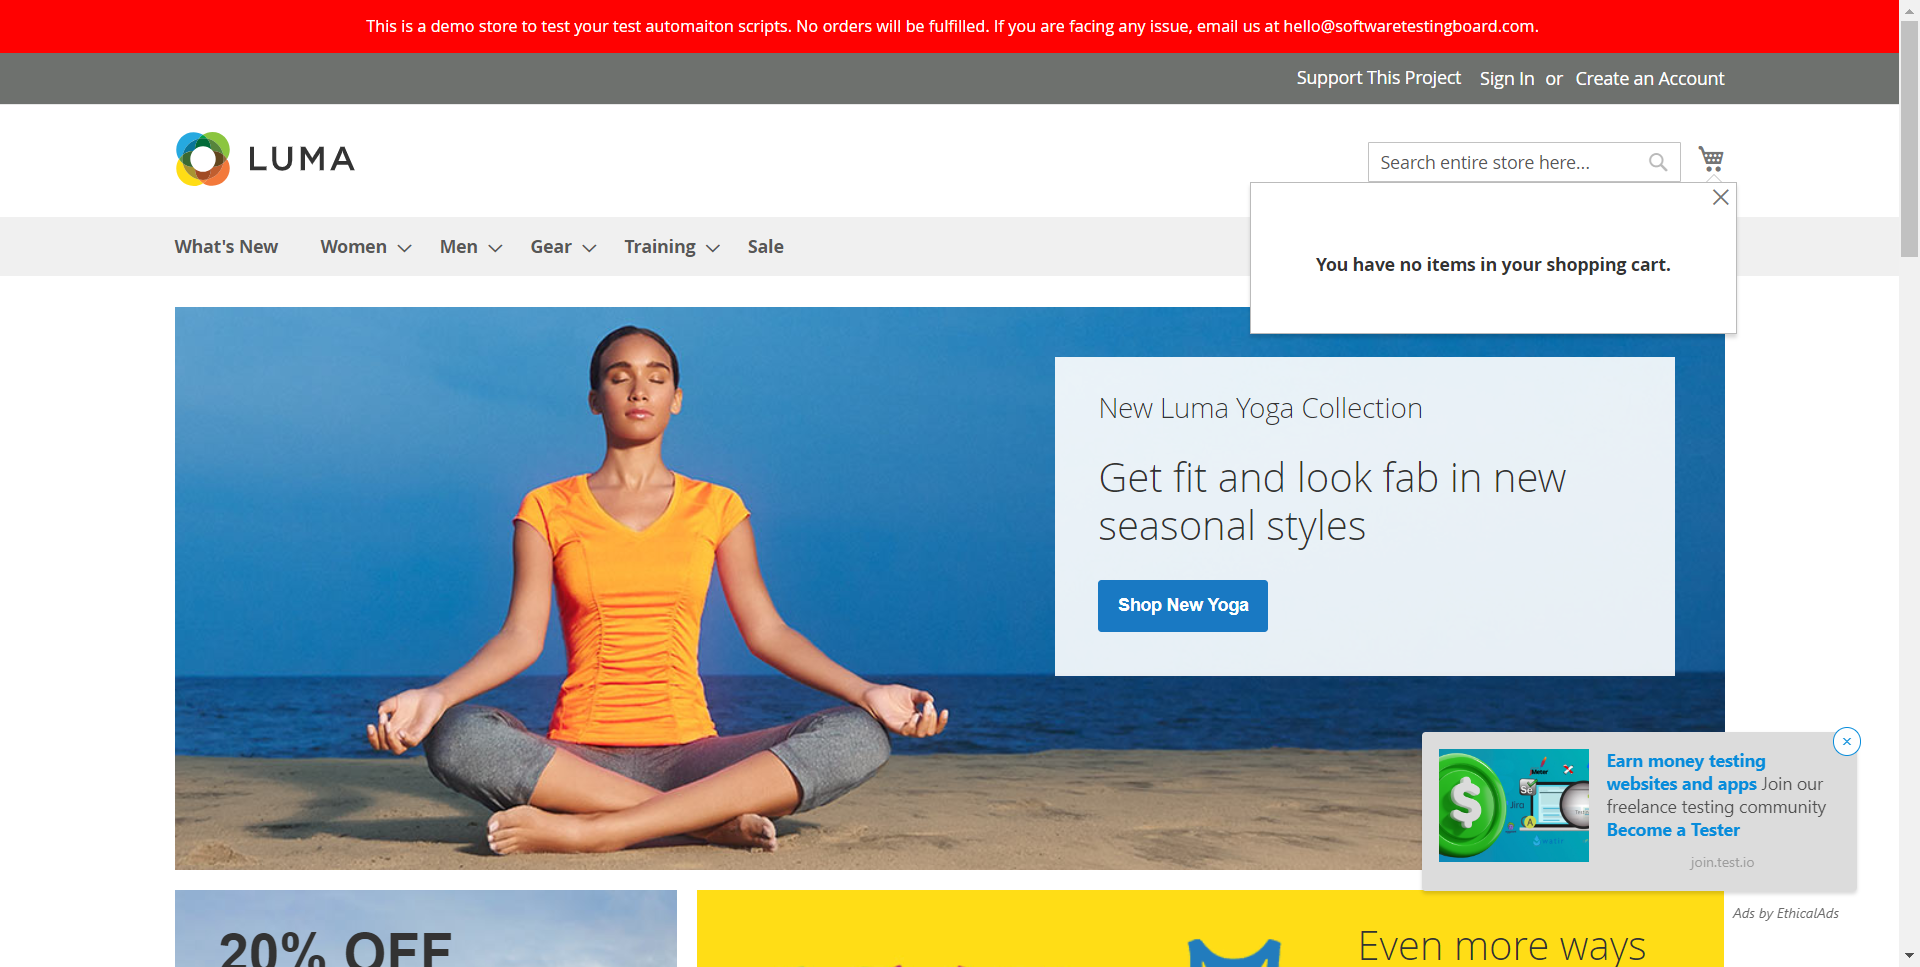 This is a demo store to test your test automaiton scripts. No orders will be fulfilled. If you are facing any issue, email us at hello@softwaretestingboard.com.
Support This Project Sign In or Create an Account
LUMA
Search entire store here...
What's New Women Men Gear Training Sale
You have no items in your shopping cart.
New Luma Yoga Collection
Get fit and look fab in new
seasonal styles
Shop New Yoga
Earn money testing
websites and apps Join our
freelance testing community
Become a Tester
join.test.io
Ads by EthicalAds
20% OFF
Even more ways